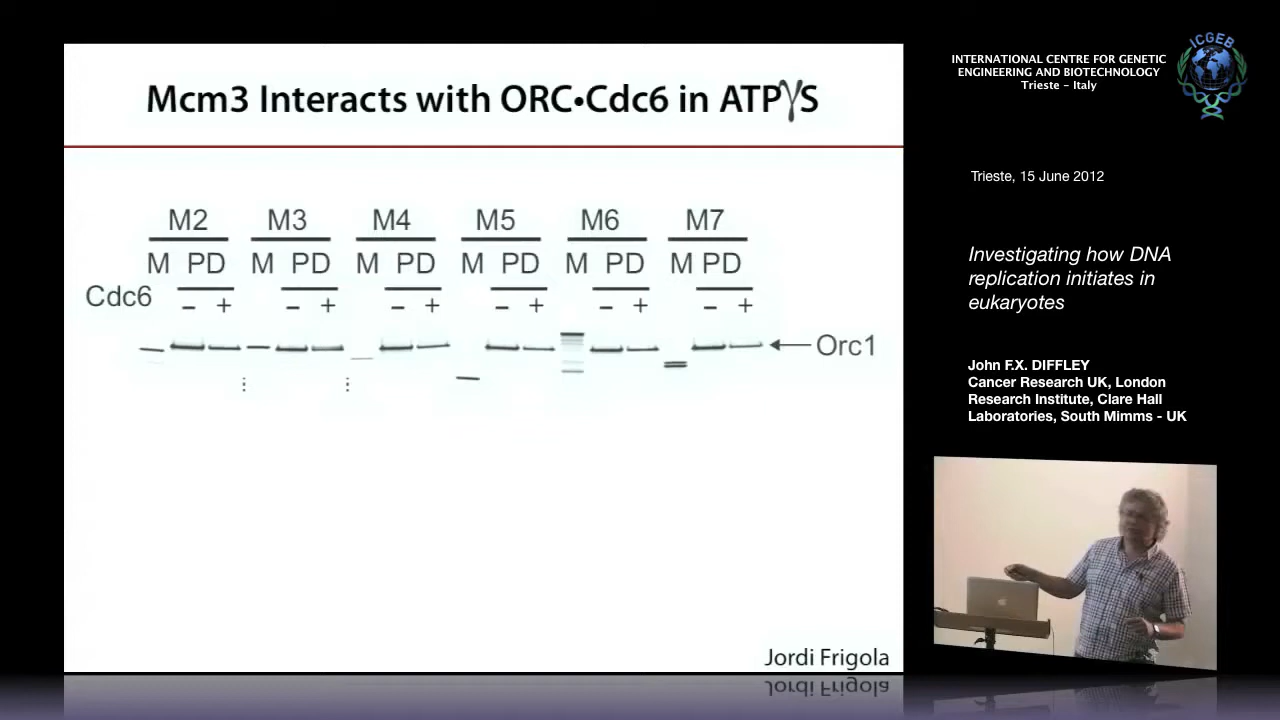 Mcm3 Interacts with ORC•Cdc6 in ATPγS
M2 M3 M4 M5 M6 M7
M PD M PD M PD M PD M PD M PD
Cdc6 – + – + – + – + – + – +
Orc1
Jordi Frigola
ICGEB
INTERNATIONAL CENTRE FOR GENETIC
ENGINEERING AND BIOTECHNOLOGY
Trieste – Italy
Trieste, 15 June 2012
Investigating how DNA
replication initiates in
eukaryotes
John F.X. DIFFLEY
Cancer Research UK, London
Research Institute, Clare Hall
Laboratories, South Mimms - UK